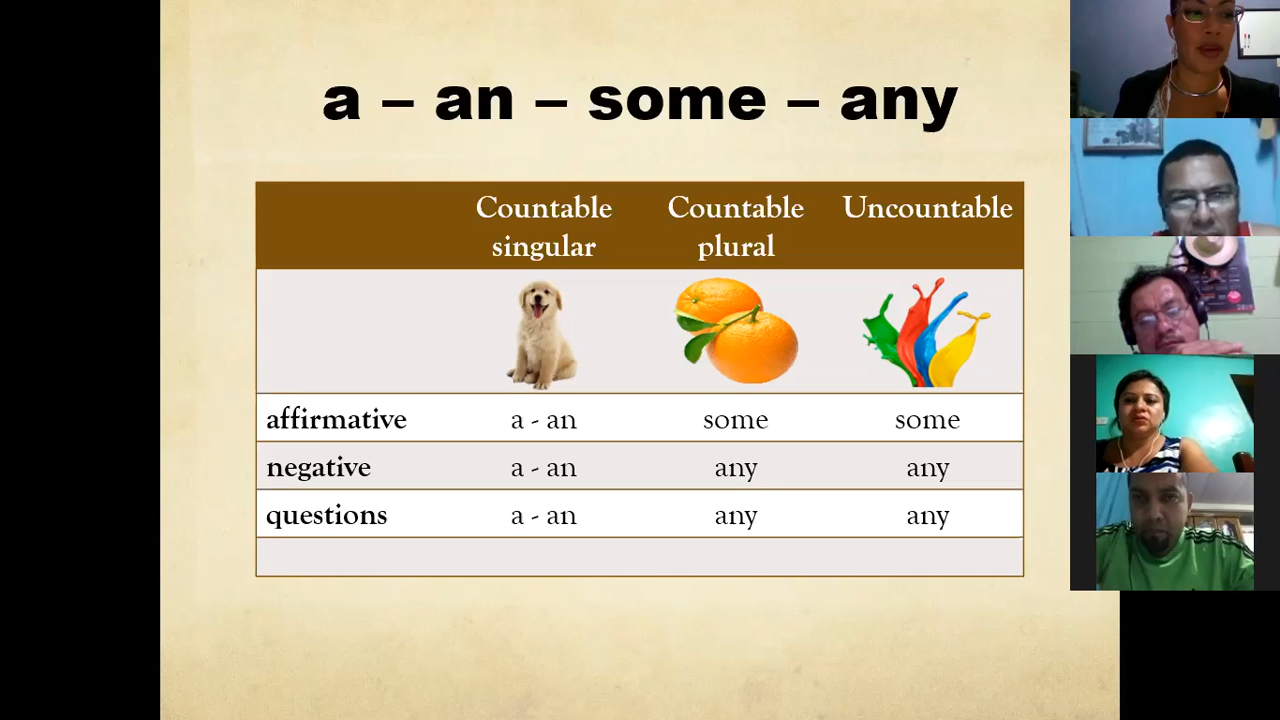 a – an – some – any
Countable singular
Countable plural
Uncountable
affirmative a - an some some
negative a - an any any
questions a - an any any